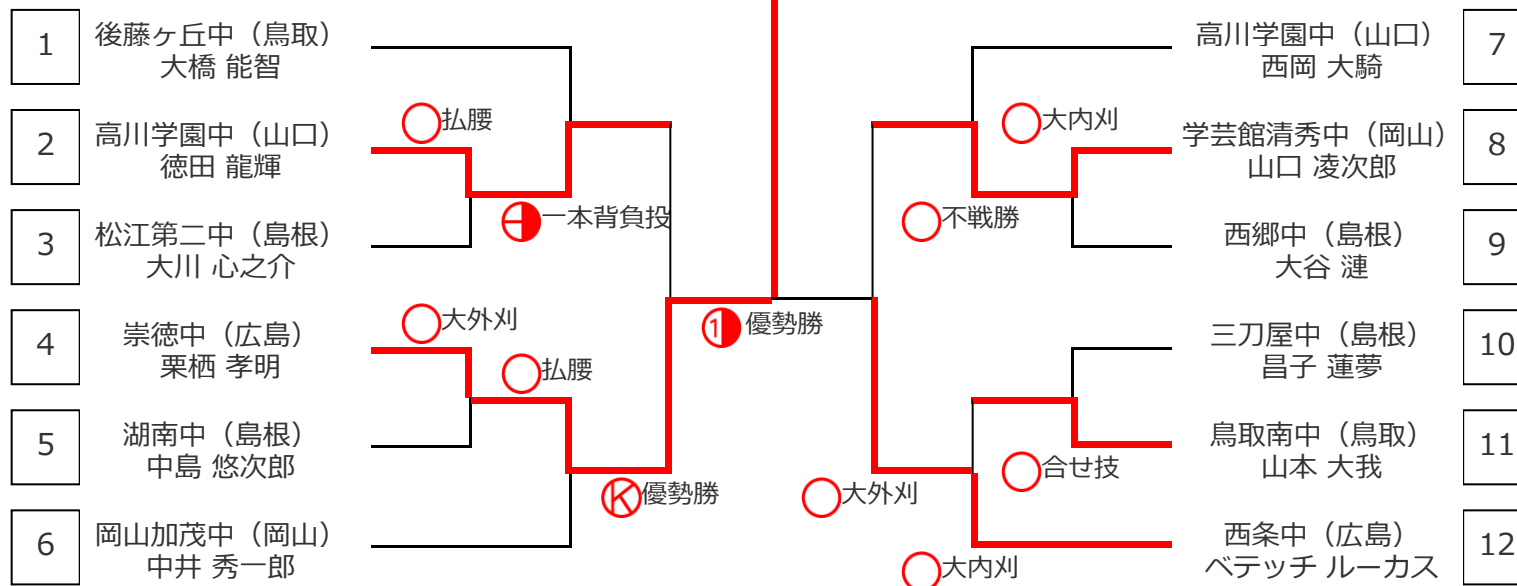 1
後藤ヶ丘中（鳥取）
大橋 能智
2
高川学園中（山口）
徳田 龍輝
3
松江第二中（島根）
大川 心之介
4
崇徳中（広島）
栗栖 孝明
5
湖南中（島根）
中島 悠次郎
6
岡山加茂中（岡山）
中井 秀一郎
払腰
一本背負投
大外刈
払腰
K優勢勝
1 優勢勝
大内刈
不戦勝
合せ技
大外刈
大内刈
高川学園中（山口）
西岡 大騎
7
学芸館清秀中（岡山）
山口 凌次郎
8
西郷中（島根）
大谷 漣
9
三刀屋中（島根）
昌子 蓮夢
10
鳥取南中（鳥取）
山本 大我
11
西条中（広島）
ベテッチ ルーカス
12